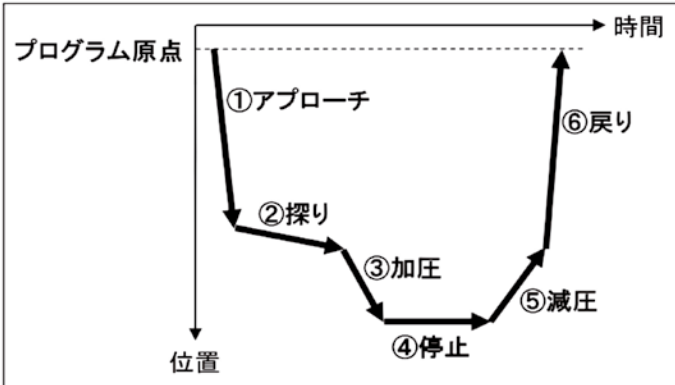 時間
プログラム原点
①アプローチ
⑥戻り
②探り
③加圧
⑤減圧
④停止
位置